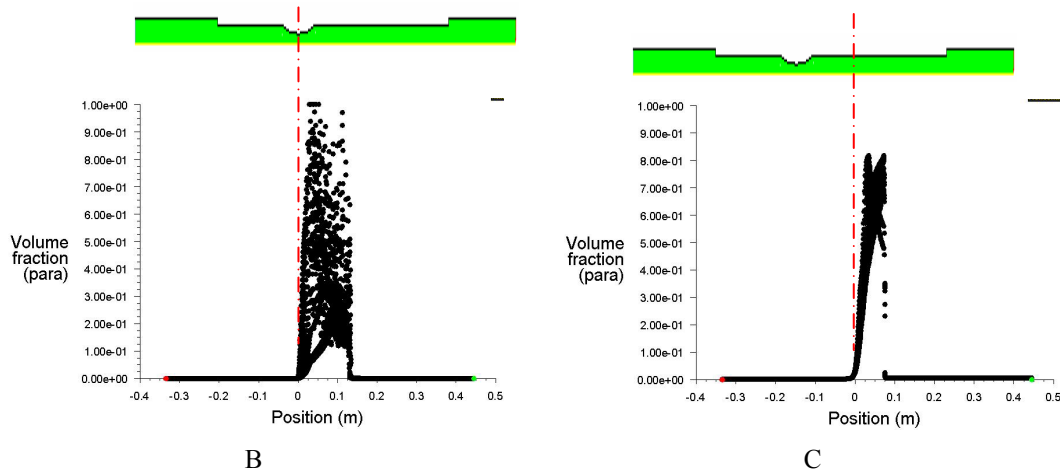 1.00e+00
9.00e-01
8.00e-01
7.00e-01
6.00e-01
5.00e-01
4.00e-01
3.00e-01
2.00e-01
1.00e-01
0.00e+00
Volume
fraction
(para)
-0.4 -0.3 -0.2 -0.1 0 0.1 0.2 0.3 0.4 0.5
Position (m)
B
1.00e+00
9.00e-01
8.00e-01
7.00e-01
6.00e-01
5.00e-01
4.00e-01
3.00e-01
2.00e-01
1.00e-01
0.00e+00
Volume
fraction
(para)
-0.4 -0.3 -0.2 -0.1 0 0.1 0.2 0.3 0.4 0.5
Position (m)
C